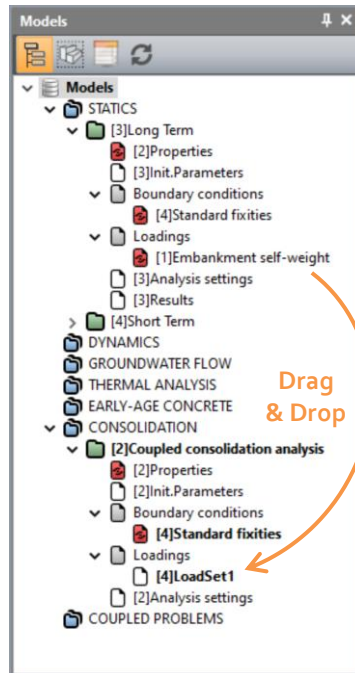 Models
Models
STATICS
[3]Long Term
[2]Properties
[3]Init.Parameters
Boundary conditions
[4]Standard fixities
Loadings
[1]Embankment self-weight
[3]Analysis settings
[3]Results
[4]Short Term
DYNAMICS
GROUNDWATER FLOW
THERMAL ANALYSIS
EARLY-AGE CONCRETE
CONSOLIDATION
[2]Coupled consolidation analysis
[2]Properties
[2]Init.Parameters
Boundary conditions
[4]Standard fixities
Loadings
[4]LoadSet1
[2]Analysis settings
COUPLED PROBLEMS
Drag
& Drop